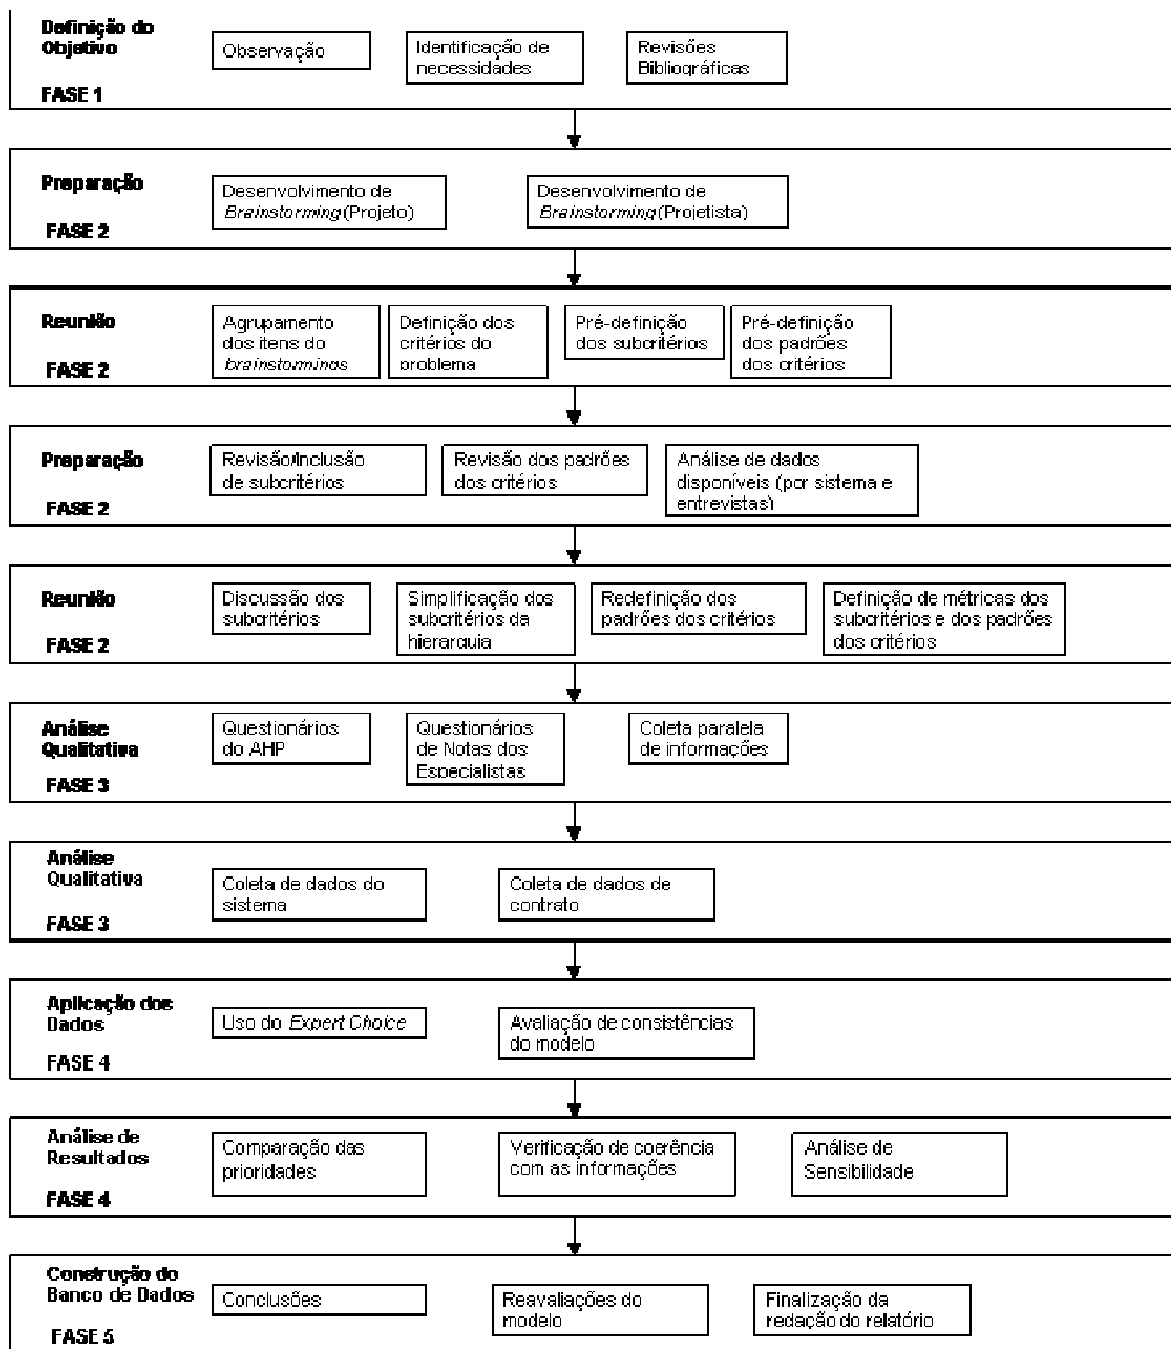 Definição do
Objetivo
FASE 1
Observação
Identificação de
necessidades
Revisões
Bibliográficas
Preparação
FASE 2
Desenvolvimento de
Brainstorming (Projeto)
Desenvolvimento de
Brainstorming (Projetista)
Reunião
FASE 2
Agrupamento
dos itens do
brainstormings
Definição dos
critérios do
problema
Pré-definição
dos subcritérios
Pré-definição
dos padrões
dos critérios
Preparação
FASE 2
Revisão/Inclusão
de subcritérios
Revisão dos padrões
dos critérios
Análise de dados
disponíveis (por sistema e
entrevistas)
Reunião
FASE 2
Discussão dos
subcritérios
Simplificação dos
subcritérios da
hierarquia
Redefinição dos
padrões dos critérios
Definição de métricas dos
subcritérios e dos padrões
dos critérios
Análise
Qualitativa
FASE 3
Questionários
do AHP
Questionários
de Notas dos
Especialistas
Coleta paralela
de informações
Análise
Qualitativa
FASE 3
Coleta de dados do
sistema
Coleta de dados de
contrato
Aplicação dos
Dados
FASE 4
Uso do Expert Choice
Avaliação de consistências
do modelo
Análise de
Resultados
FASE 4
Comparação das
prioridades
Verificação de coerência
com as informações
Análise de
Sensibilidade
Construção do
Banco de Dados
FASE 5
Conclusões
Reavaliações do
modelo
Finalização da
redação do relatório